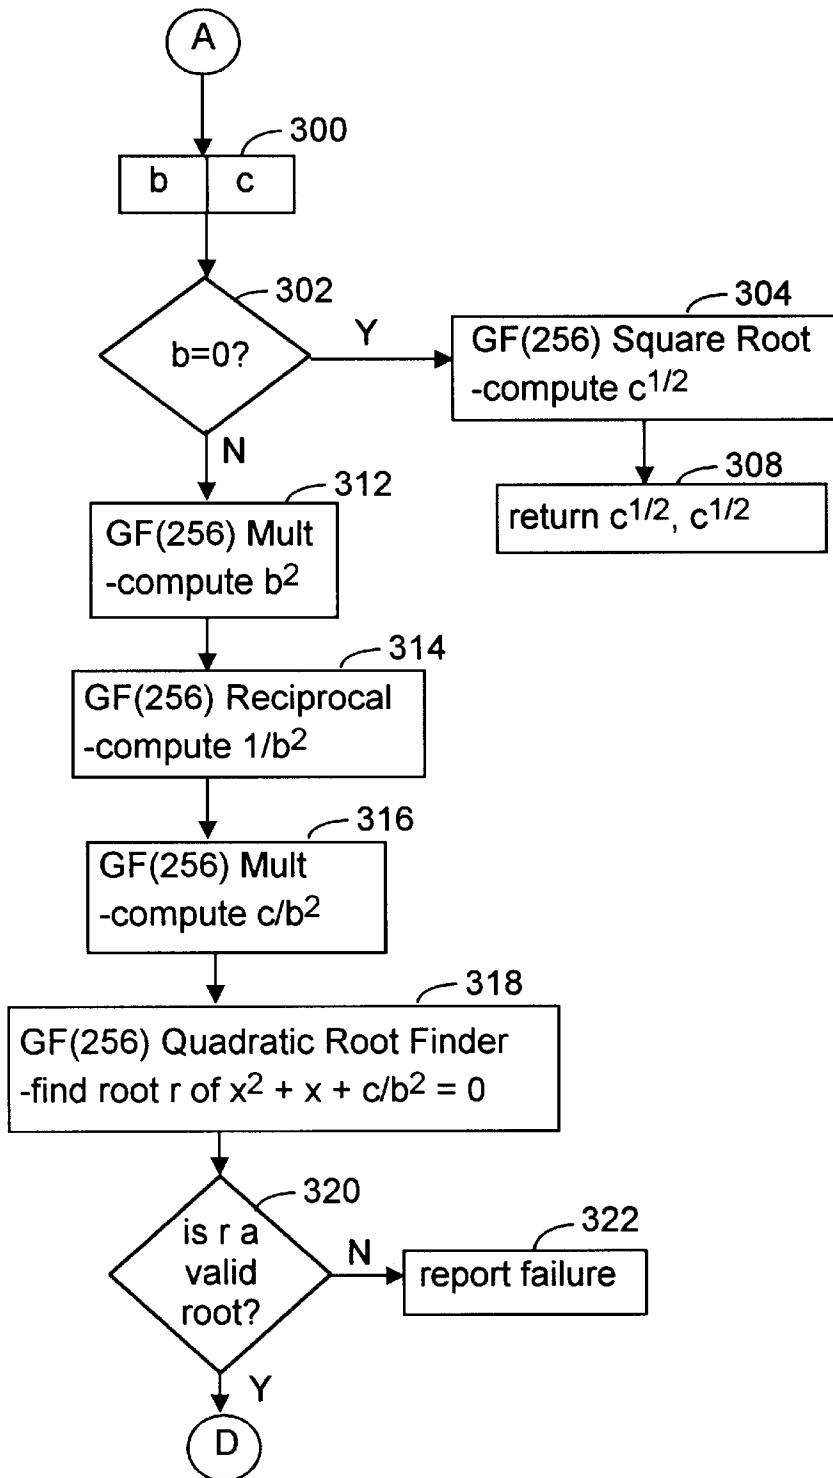 A
300
b c
302
b=0?
Y
304
GF(256) Square Root
-compute c1/2
308
return c1/2, c1/2
N
312
GF(256) Mult
-compute b2
314
GF(256) Reciprocal
-compute 1/b2
316
GF(256) Mult
-compute c/b2
318
GF(256) Quadratic Root Finder
-find root r of x2 + x + c/b2 = 0
320
is r a
valid
root?
N
322
report failure
Y
D